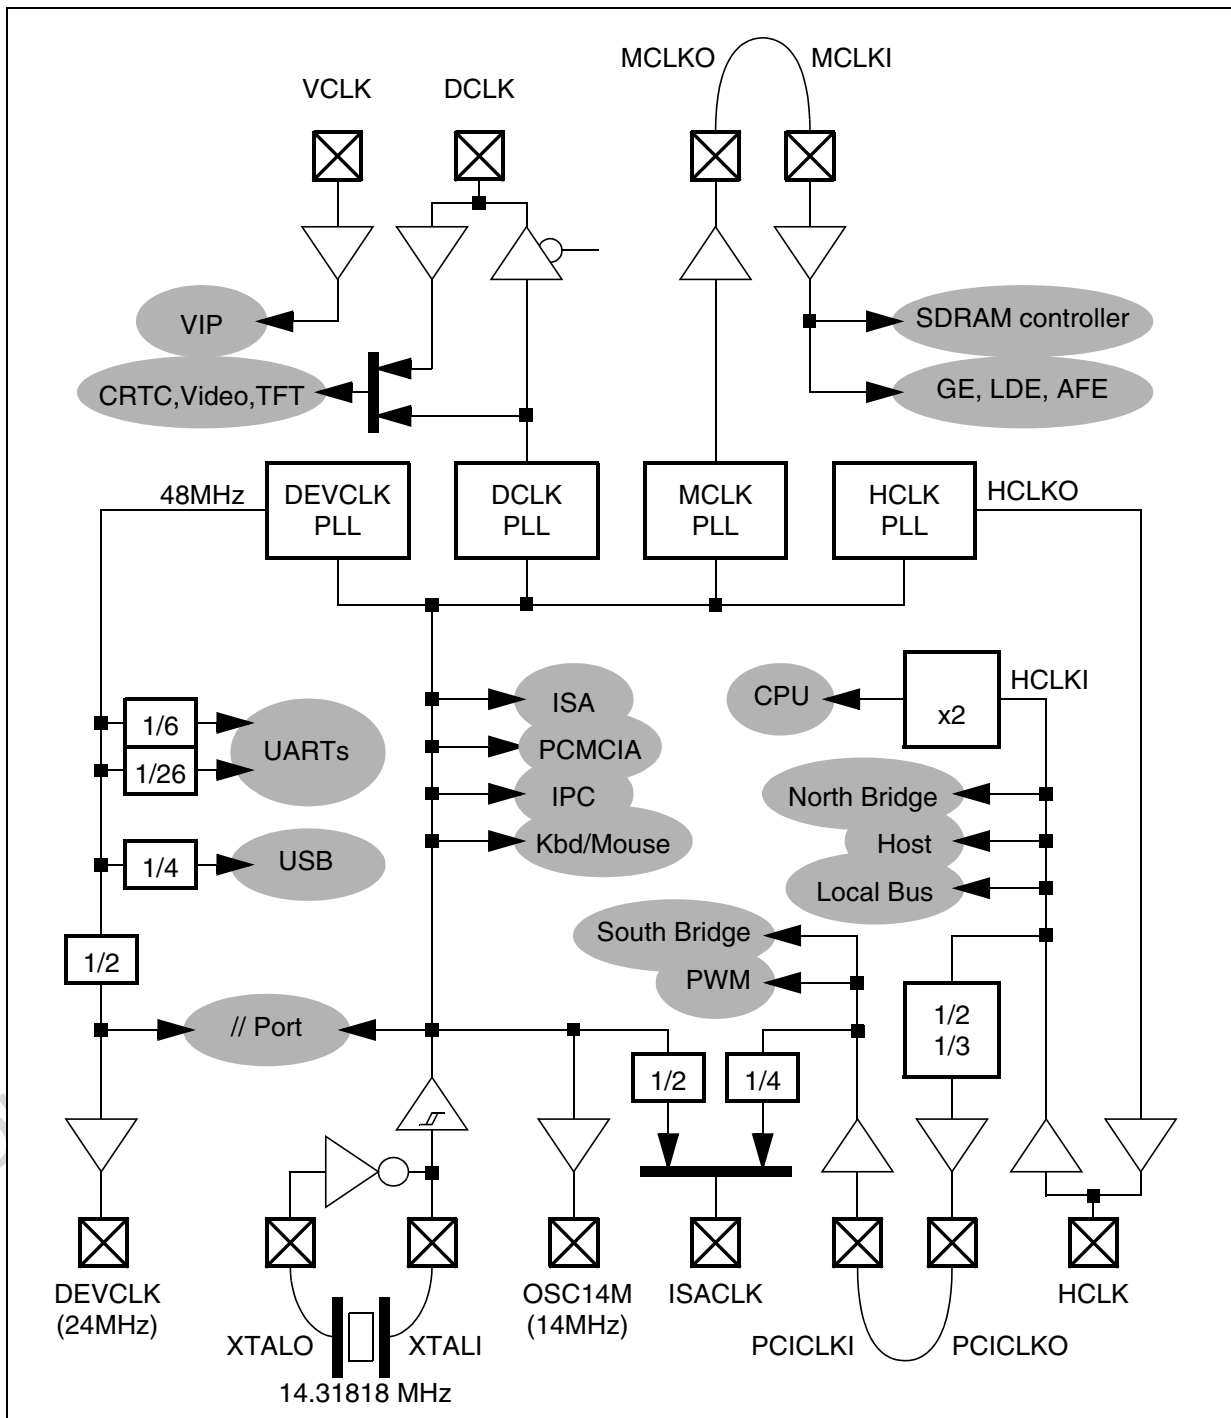 MCLKO MCLKI
VCLK DCLK
VIP
SDRAM controller
CRTC,Video,TFT
GE, LDE, AFE
48MHz
DEVCLK
PLL
DCLK
PLL
MCLK
PLL
HCLK
PLL
HCLKO
ISA
CPU
x2
HCLKI
1/6
1/26
UARTs
PCMCIA
IPC
North Bridge
Kbd/Mouse
Host
1/4
USB
Local Bus
South Bridge
1/2
PWM
// Port
1/2
1/3
1/2
1/4
DEVCLK
(24MHz)
OSC14M
(14MHz)
ISACLK
HCLK
XTALO
XTALI
PCICLKI
PCICLKO
14.31818 MHz